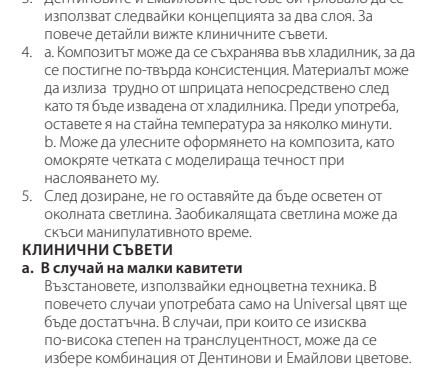 3. Дентиновите и Емайловите цветове би трябвало да се
използват следвайки концепцията за два слоя. За
повече детайли вижте клиничните съвети.
4. a. Композитът може да се съхранява във хладилник, за да
се постигне по-твърда консистенция. Материалът може
да излиза трудно от шприцата непосредствено след
като тя бъде извадена от хладилника. Преди употреба,
оставете я на стайна температура за няколко минути.
b. Може да улесните оформянето на композита, като
омокряте четката с моделираща течност при
наслояването му.
5. След дозиране, не го оставяйте да бъде осветен от
околната светлина. Заобикалящата светлина може да
скъси манипулативното време.
КЛИНИЧНИ СЪВЕТИ
a. В случай на малки кавитети
Възстановете, използвайки едноцветна техника. В
повечето случаи употребата само на Universal цвят ще
бъде достатъчна. В случаи, при които се изисква
по-висока степен на транслуцентност, може да се
избере комбинация от Дентинови и Емайлови цветове.